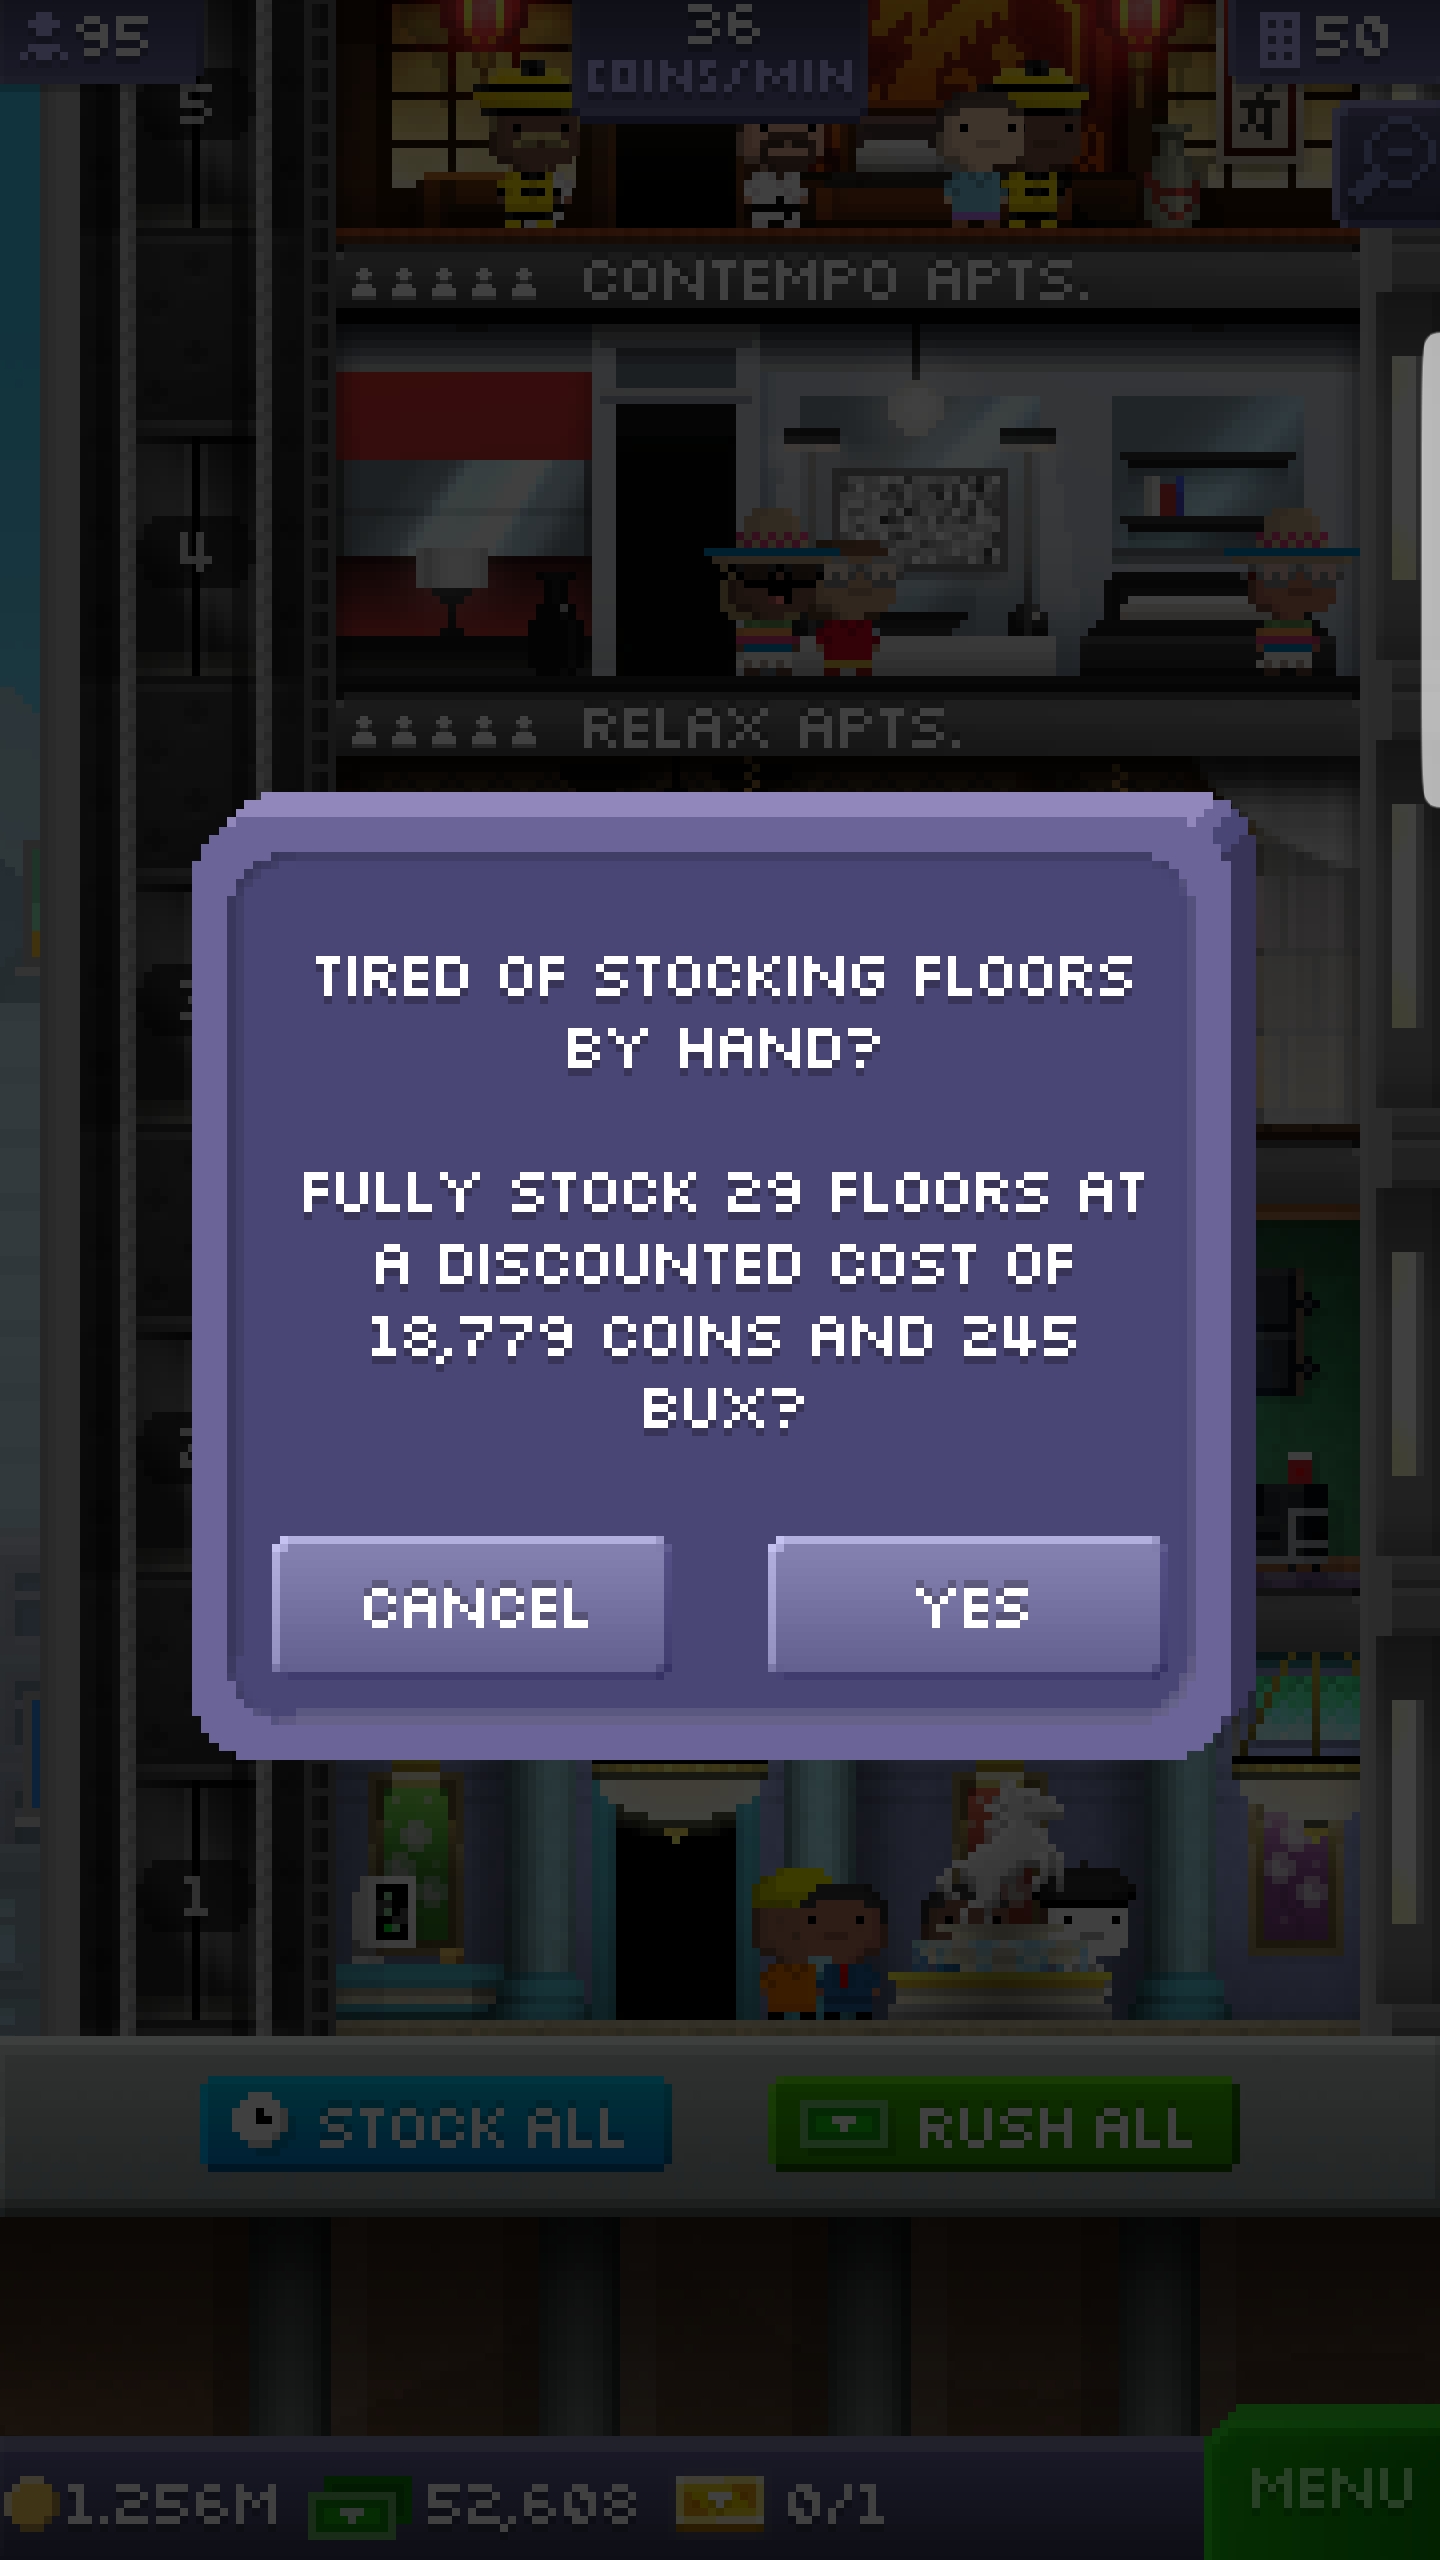 95
36
COINS/MIN
50
5
CONTEMPO APTS.
4
RELAX APTS.
TIRED OF STOCKING FLOORS
BY HAND?
FULLY STOCK 29 FLOORS AT
A DISCOUNTED COST OF
18,779 COINS AND 245
BUX?
CANCEL
YES
1
STOCK ALL
RUSH ALL
1.256M
52,608
0/1
MENU